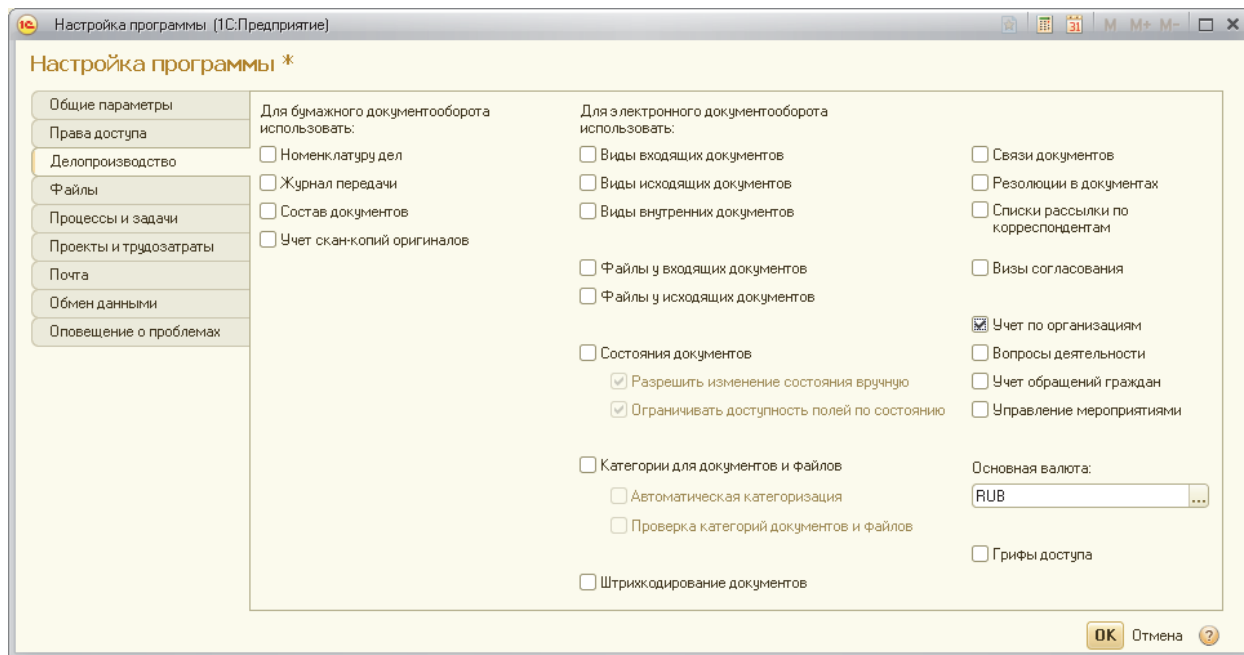 Настройка программы (1С:Предприятие)
M M+ M-
Настройка программы *
Общие параметры
Права доступа
Делопроизводство
Файлы
Процессы и задачи
Проекты и трудозатраты
Почта
Обмен данными
Оповещение о проблемах
Для бумажного документооборота
использовать:
Номенклатуру дел
Журнал передачи
Состав документов
Учет скан-копий оригиналов
Для электронного документооборота
использовать:
Виды входящих документов
Виды исходящих документов
Виды внутренних документов
Файлы у входящих документов
Файлы у исходящих документов
Состояния документов
Разрешить изменение состояния вручную
Ограничивать доступность полей по состоянию
Категории для документов и файлов
Автоматическая категоризация
Проверка категорий документов и файлов
Штрихкодирование документов
Связи документов
Резолюции в документах
Списки рассылки по
корреспондентам
Визы согласования
Учет по организациям
Вопросы деятельности
Учет обращений граждан
Управление мероприятиями
Основная валюта:
RUB
...
Грифы доступа
OK Отмена ?
1С
31